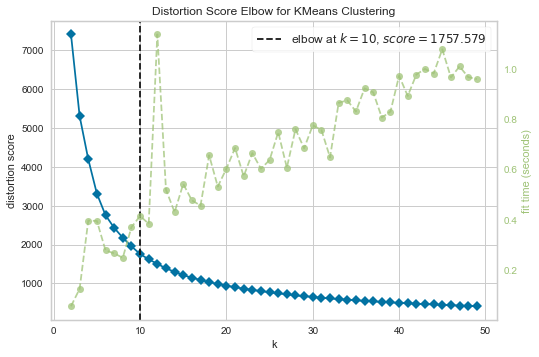 Distortion Score Elbow for KMeans Clustering
elbow at k = 10, score = 1757.579
7000
6000
5000
4000
3000
2000
1000
distortion score
1.0
0.8
0.6
0.4
0.2
fit time (seconds)
0 10 20 30 40 50
k